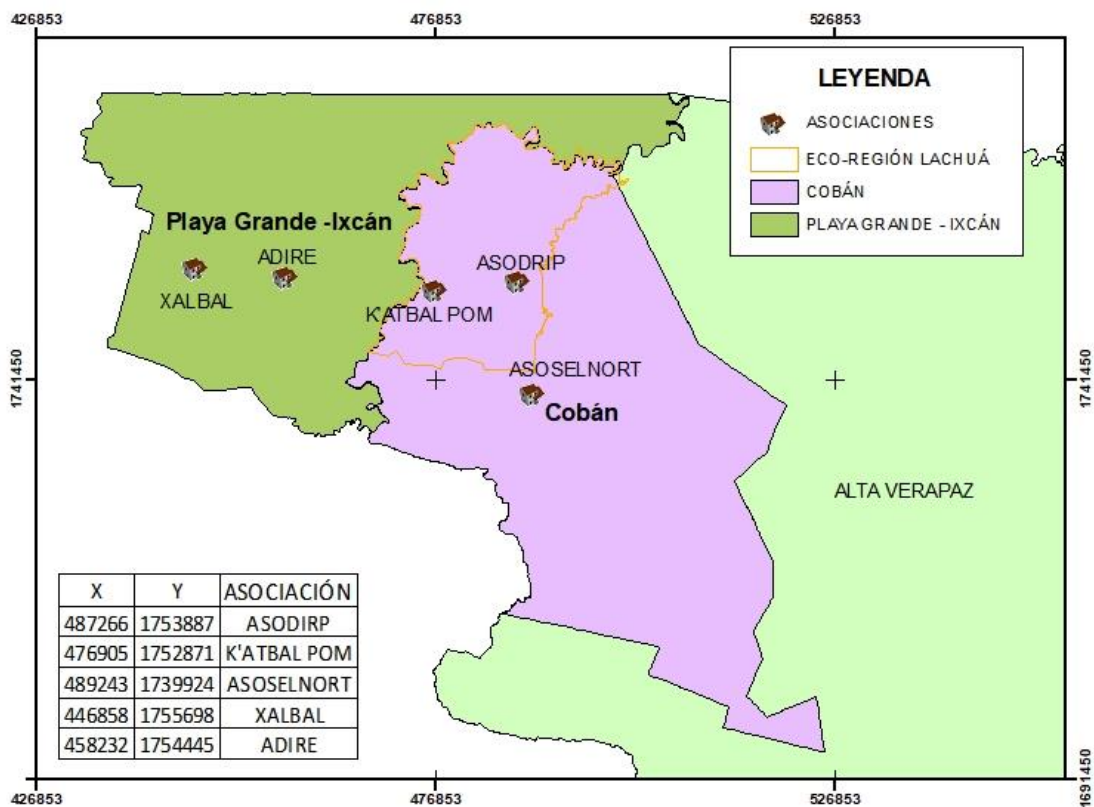 426853 476853 526853
LEYENDA
ASOCIACIONES
ECO-REGIÓN LACHUÁ
COBÁN
PLAYA GRANDE - IXCÁN
Playa Grande -Ixcán
ADIRE
XALBAL
ASODRIP
K'ATBAL POM
1741450
1741450
ASOSELNORT
Cobán
ALTA VERAPAZ
X Y ASOCIACIÓN
487266 1753887 ASODIRP
476905 1752871 K'ATBAL POM
489243 1739924 ASOSELNORT
446858 1755698 XALBAL
458232 1754445 ADIRE
1691450
426853 476853 526853